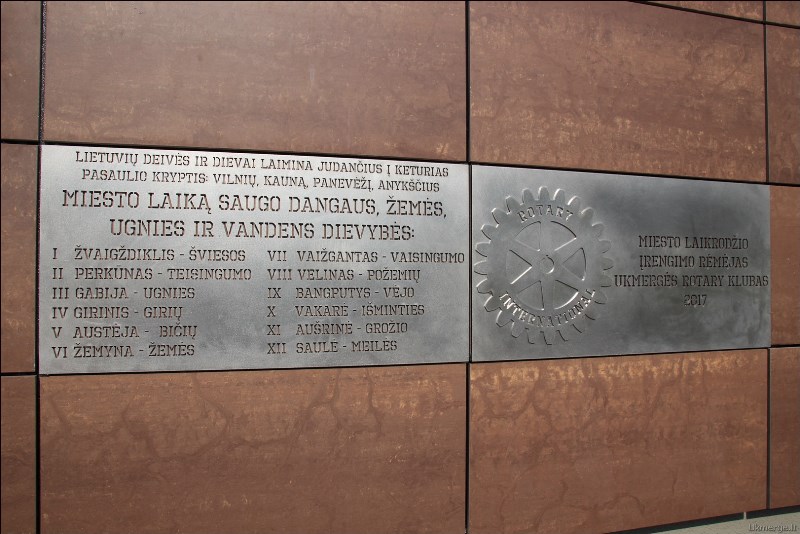 LIETUVIŲ DEIVĖS IR DIEVAI LAIMINA JUDANČIUS Į KETURIAS
PASAULIO KRYPTIS: VILNIŲ, KAUNĄ, PANEVĖŽĮ, ANYKŠČIUS
MIESTO LAIKĄ SAUGO DANGAUS, ŽEMĖS,
UGNIES IR VANDENS DIEVYBĖS:
I ŽVAIGŽDIKLIS - ŠVIESOS
II PERKŪNAS - TEISINGUMO
III GABIJA - UGNIES
IV GIRINIS - GIRIŲ
V AUSTĖJA - BIČIŲ
VI ŽEMYNA - ŽEMĖS
VII VAIŽGANTAS - VAISINGUMO
VIII VELINAS - POŽEMIŲ
IX BANGPUTYS - VĖJO
X VAKARĖ - IŠMINTIES
XI AUŠRINĖ - GROŽIO
XII SAULĖ - MEILĖS
ROTARY
INTERNATIONAL
MIESTO LAIKRODŽIO
ĮRENGIMO RĖMĖJAS
UKMERGĖS ROTARY KLUBAS
2017
Ukmerge.lt